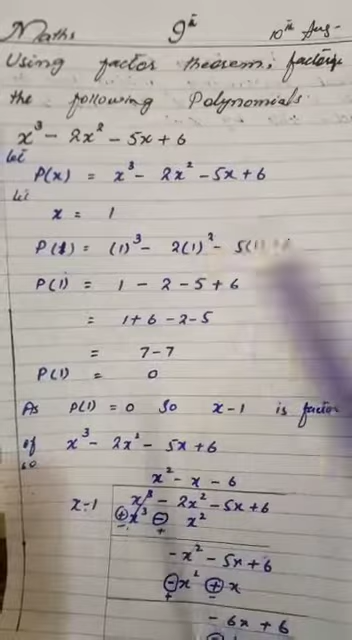 Maths 9th 10th Aug-
Using factor theorem, factorize
the following Polynomials.
x³ - 2x² - 5x + 6
let
P(x) = x³ - 2x² - 5x + 6
let
x = 1
P(1) = (1)³ - 2(1)² - 5(1)
P(1) = 1 - 2 - 5 + 6
= 1+6-2-5
= 7-7
P(1) = 0
As P(1) = 0 So x-1 is factor
of x³ - 2x² - 5x + 6
so
x² - x - 6
x-1 x³ - 2x² - 5x + 6
⊕x³ ⊖ x²
- +
-x² - 5x + 6
⊖x² ⊕ x
+ -
- 6x + 6